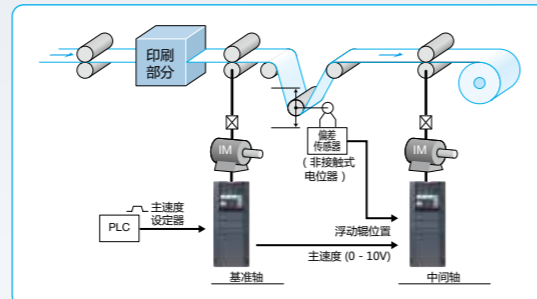 印刷
部分
偏差
传感器
（非接触式
电位器）
IM
IM
主速度
设定器
PLC
浮动辊位置
主速度 (0 - 10V)
基准轴
中间轴